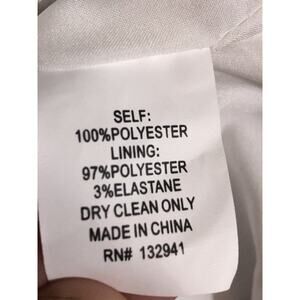 SELF:
100%POLYESTER
LINING:
97%POLYESTER
3%ELASTANE
DRY CLEAN ONLY
MADE IN CHINA
RN# 132941